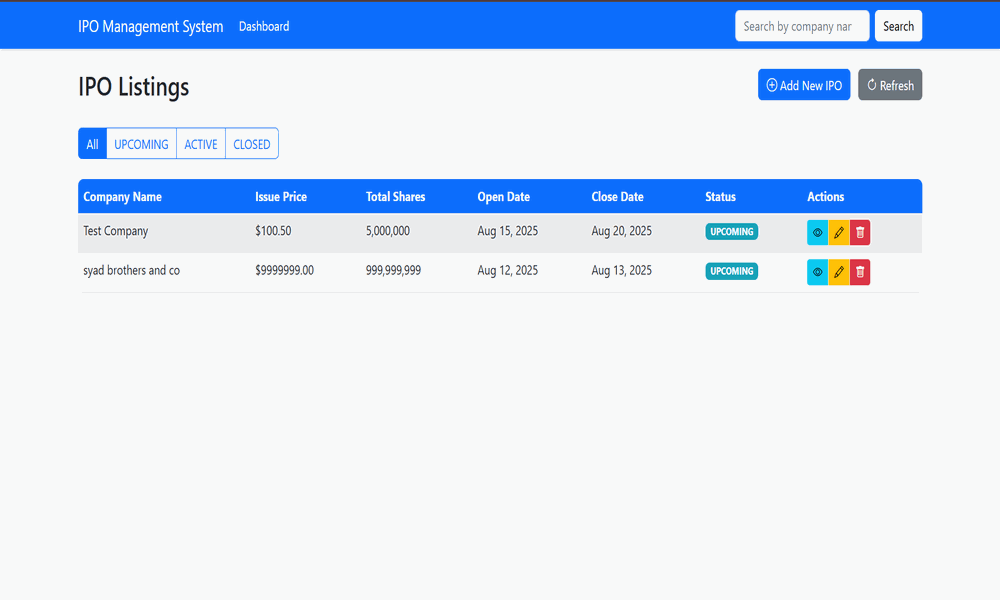 IPO Management System Dashboard Search by company nar Search
IPO Listings Add New IPO Refresh
All UPCOMING ACTIVE CLOSED
Company Name Issue Price Total Shares Open Date Close Date Status Actions
Test Company $100.50 5,000,000 Aug 15, 2025 Aug 20, 2025 UPCOMING
syad brothers and co $9999999.00 999,999,999 Aug 12, 2025 Aug 13, 2025 UPCOMING